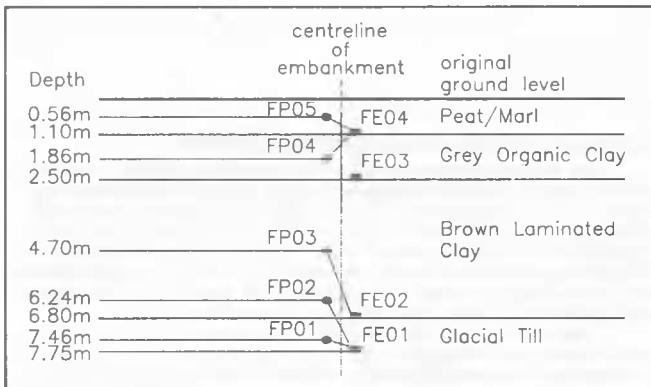 centreline
of
embankment
original
ground level
Depth
0.56m
FP05
FE04
Peat/Marl
1.10m
FP04
1.86m
FE03
Grey Organic Clay
2.50m
Brown Laminated
Clay
FP03
4.70m
FP02
6.24m
FE02
6.80m
FP01
FE01
Glacial Till
7.46m
7.75m